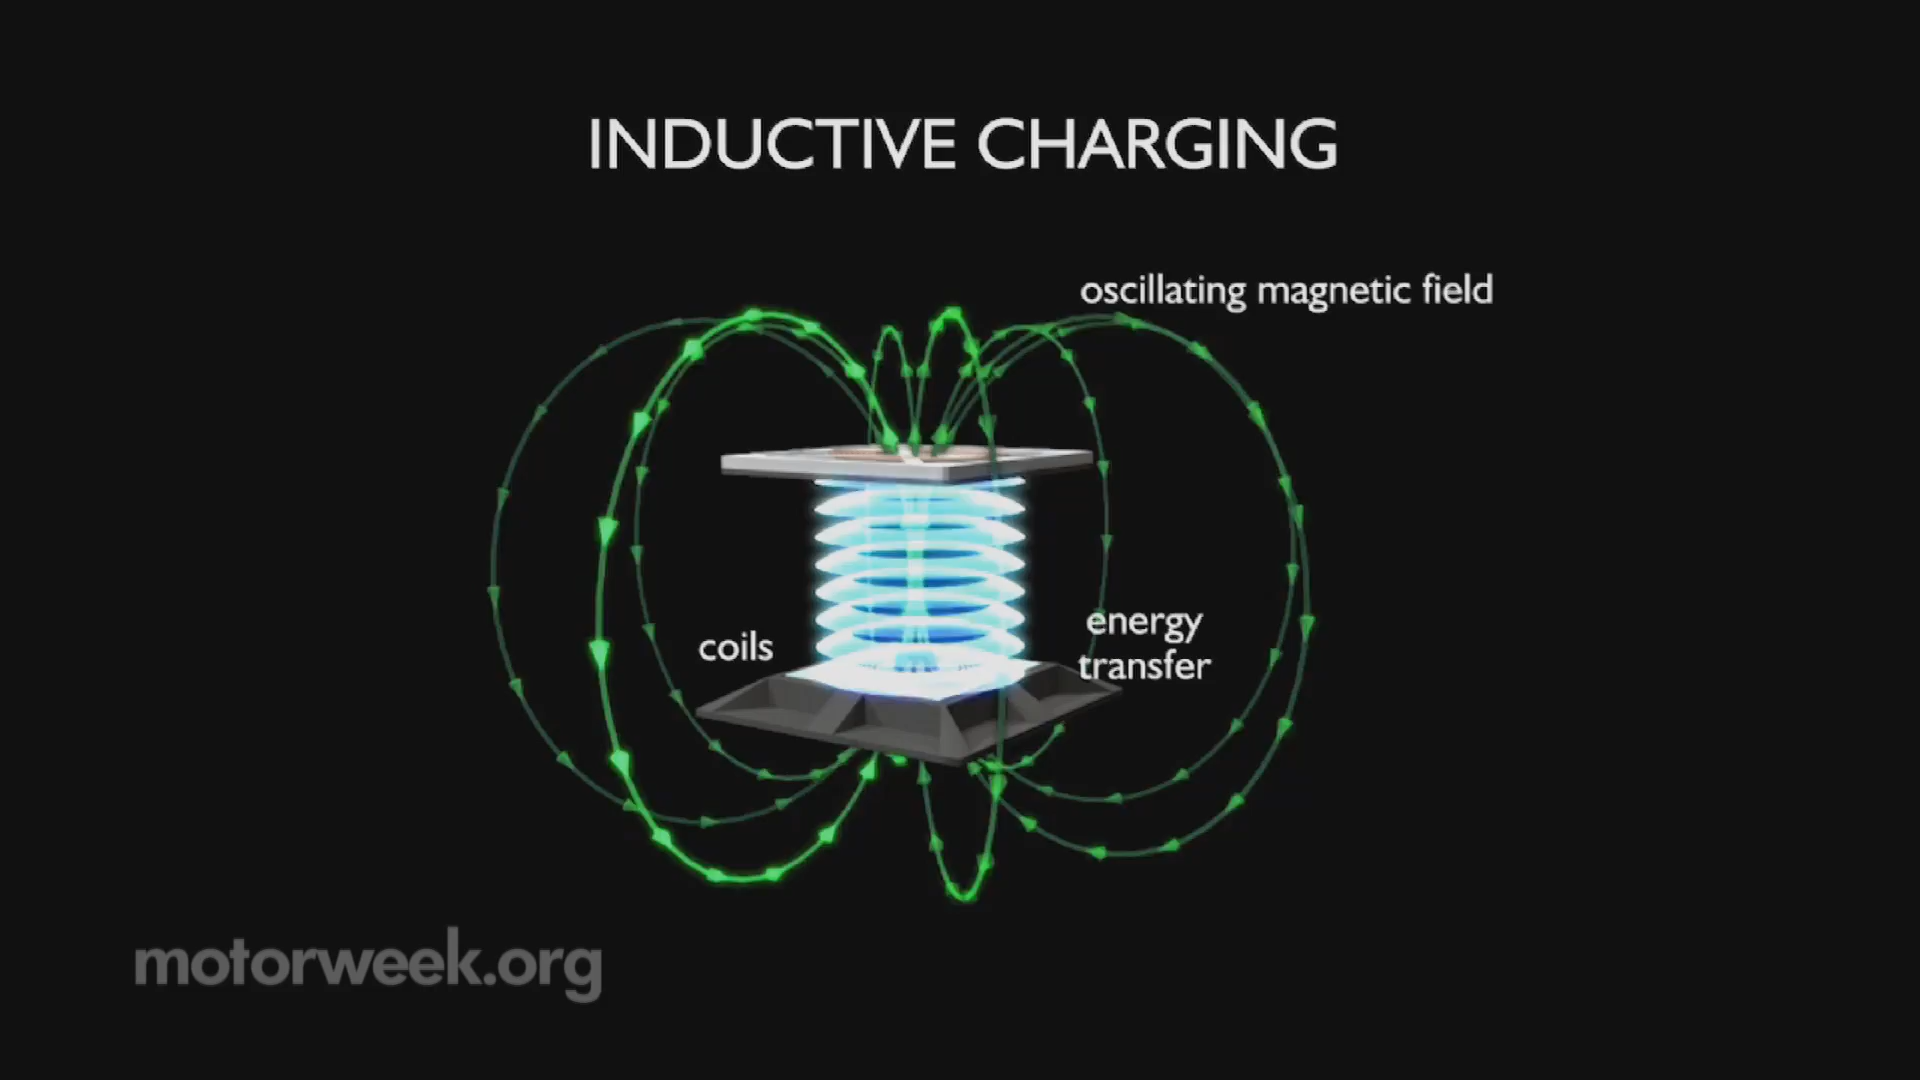 INDUCTIVE CHARGING
oscillating magnetic field
coils
energy
transfer
motorweek.org